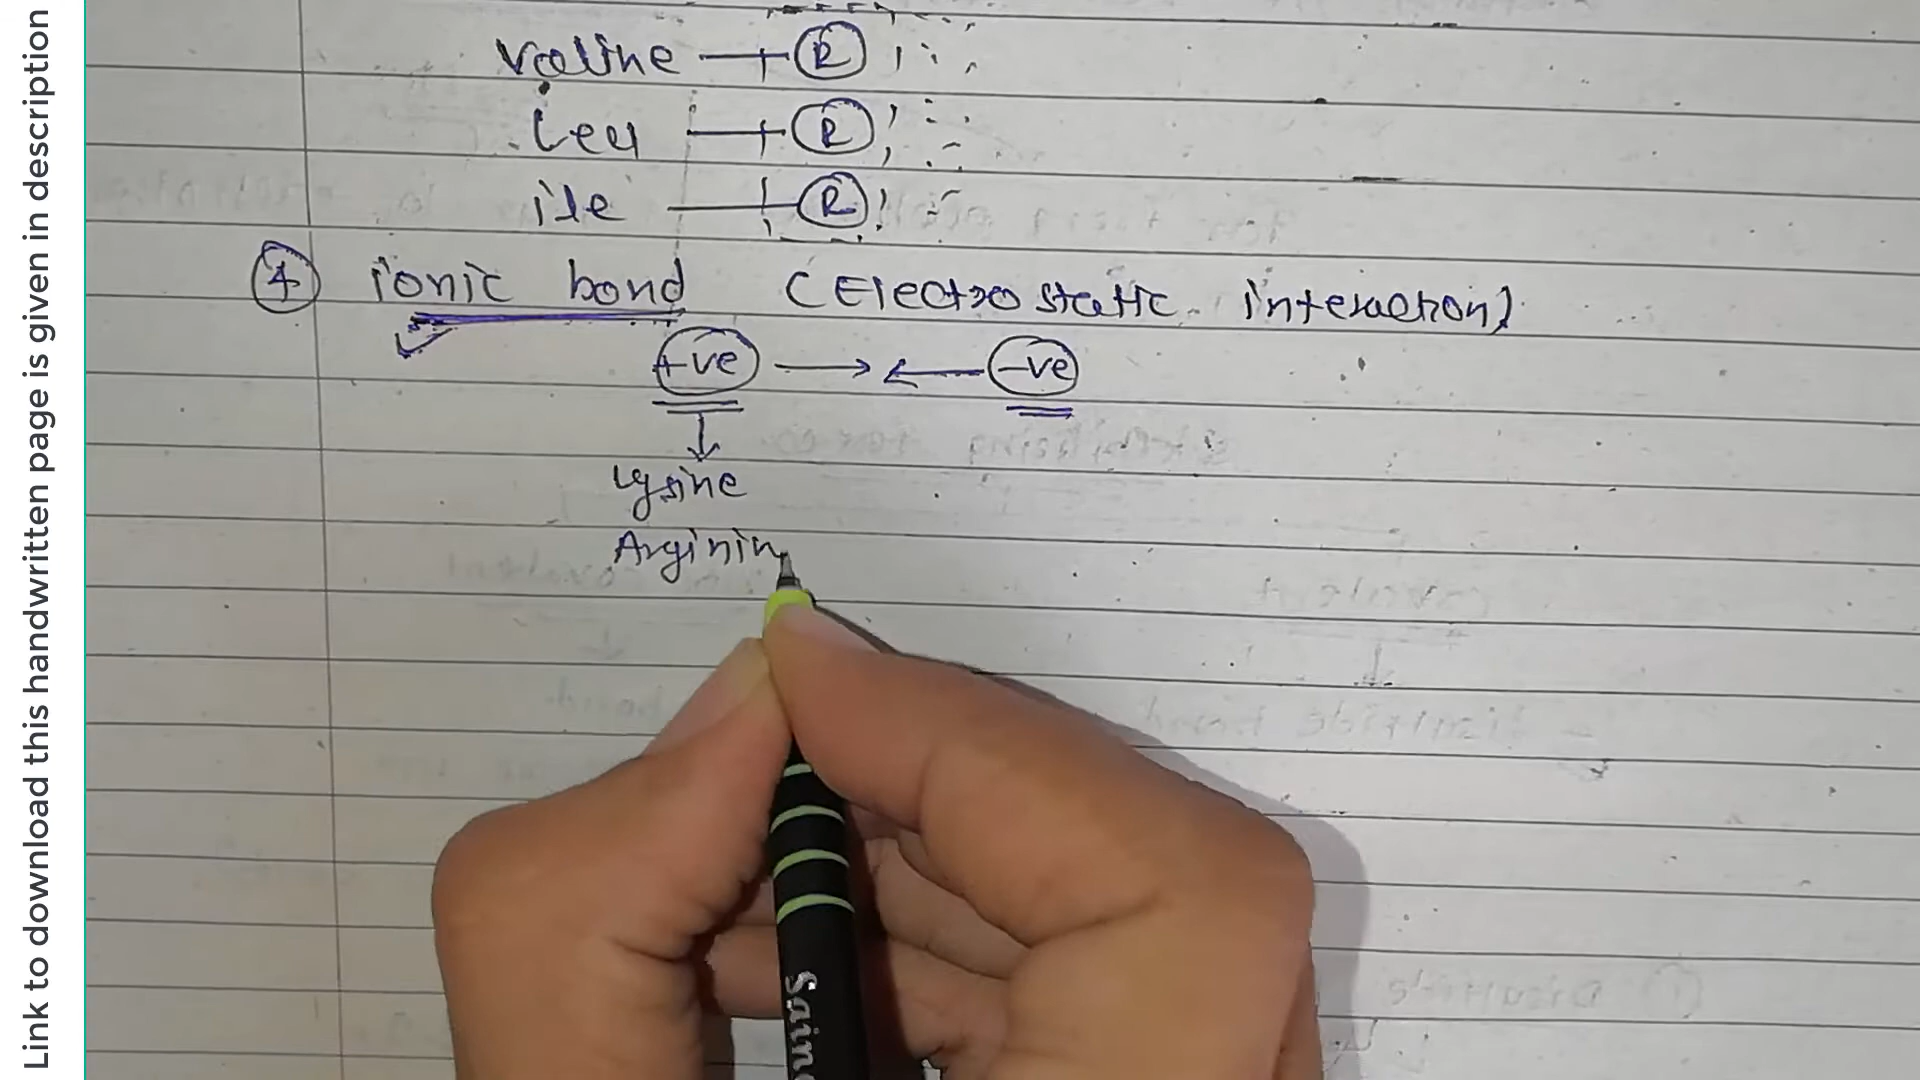 Link to download this handwritten page is given in description
valine R
leu R
ile R
4 ionic bond (Electrostatic interaction)
+ve → ← -ve
↓
Lysine
Arginin
Sain